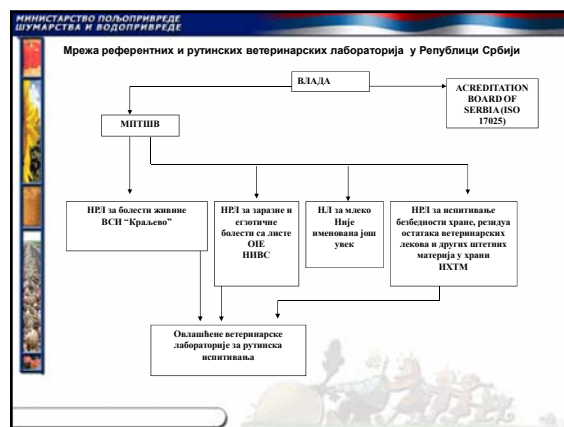 МИНИСТАРСТВО ПОЉОПРИВРЕДЕ
ШУМАРСТВА И ВОДОПРИВРЕДЕ
Мрежа референтних и рутинских ветеринарских лабораторија у Републици Србији
ВЛАДА
ACREDITATION
BOARD OF
SERBIA (ISO
17025)
МПТШВ
НРЛ за болести живине
ВСИ “Краљево”
НРЛ за заразне и
егзотичне
болести са листе
ОIE
НИВС
НЛ за млеко
Није
именована још
увек
НРЛ за испитивање
безбедности хране, резидуа
остатака ветеринарских
лекова и других штетних
материја у храни
ИХТМ
Овлашћене ветеринарске
лабораторије за рутинска
испитивања